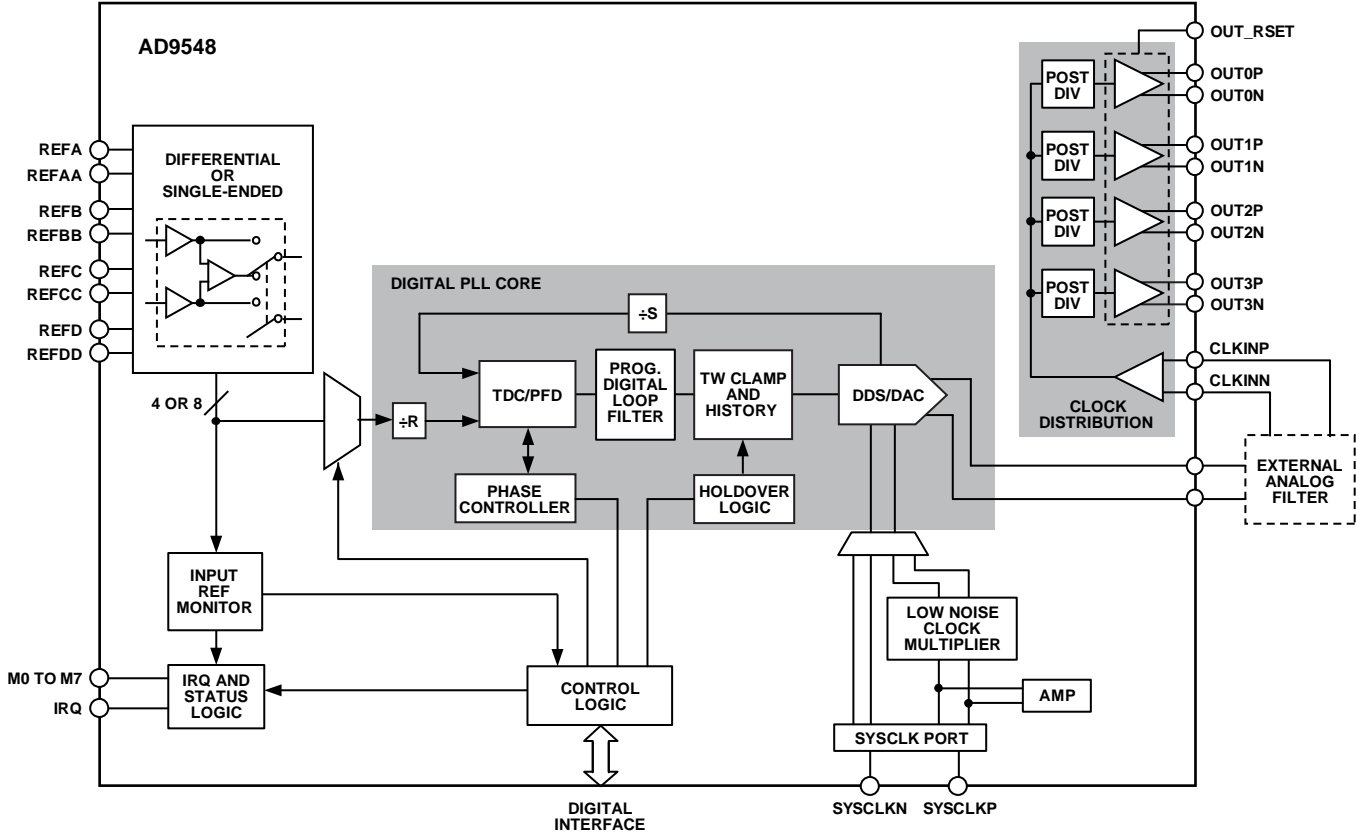 AD9548
OUT_RSET
OUT0P
OUT0N
OUT1P
OUT1N
OUT2P
OUT2N
OUT3P
OUT3N
CLKINP
CLKINN
POST
DIV
POST
DIV
POST
DIV
POST
DIV
CLOCK
DISTRIBUTION
EXTERNAL
ANALOG
FILTER
REFA
REFAA
REFB
REFBB
REFC
REFCC
REFD
REFDD
DIFFERENTIAL
OR
SINGLE-ENDED
4 OR 8
DIGITAL PLL CORE
÷S
÷R
TDC/PFD
PROG.
DIGITAL
LOOP
FILTER
TW CLAMP
AND
HISTORY
DDS/DAC
PHASE
CONTROLLER
HOLDOVER
LOGIC
INPUT
REF
MONITOR
LOW NOISE
CLOCK
MULTIPLIER
M0 TO M7
IRQ
IRQ AND
STATUS
LOGIC
CONTROL
LOGIC
AMP
SYSCLK PORT
DIGITAL
INTERFACE
SYSCLKN
SYSCLKP